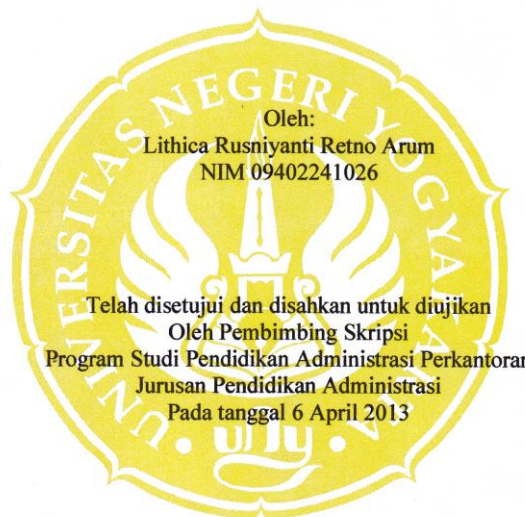 Oleh:
Lithica Rusniyanti Retno Arum
NIM 09402241026
Telah disetujui dan disahkan untuk diujikan
Oleh Pembimbing Skripsi
Program Studi Pendidikan Administrasi Perkantoran
Jurusan Pendidikan Administrasi
Pada tanggal 6 April 2013
UNIVERSITAS NEGERI YOGYAKARTA
uny